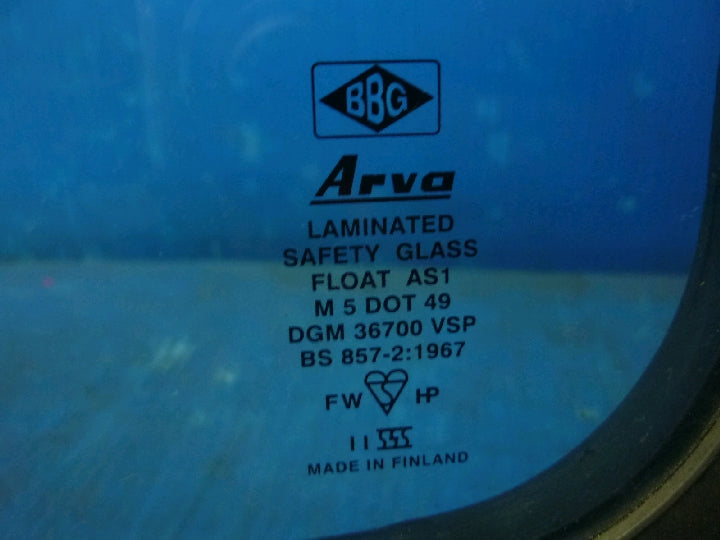 BBG
Arva
LAMINATED
SAFETY GLASS
FLOAT AS1
M 5 DOT 49
DGM 36700 VSP
BS 857-2:1967
FW HP
II
MADE IN FINLAND